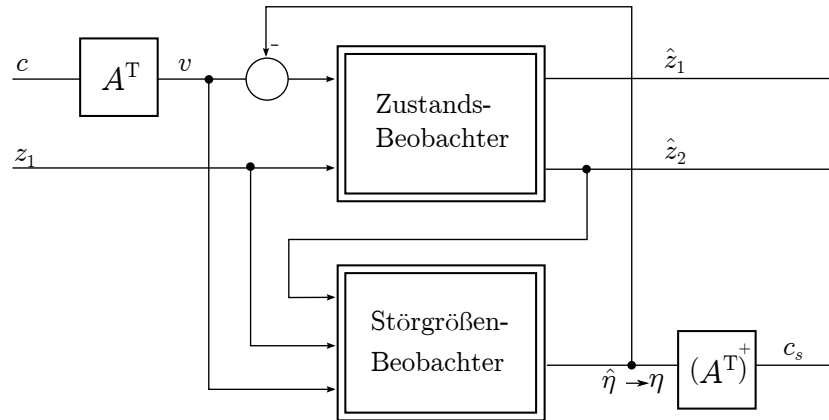 -
c
Aᵀ
v
ẑ₁
Zustands-
Beobachter
z₁
ẑ₂
Störgrößen-
Beobachter
η̂ → η
(Aᵀ)⁺
cₛ